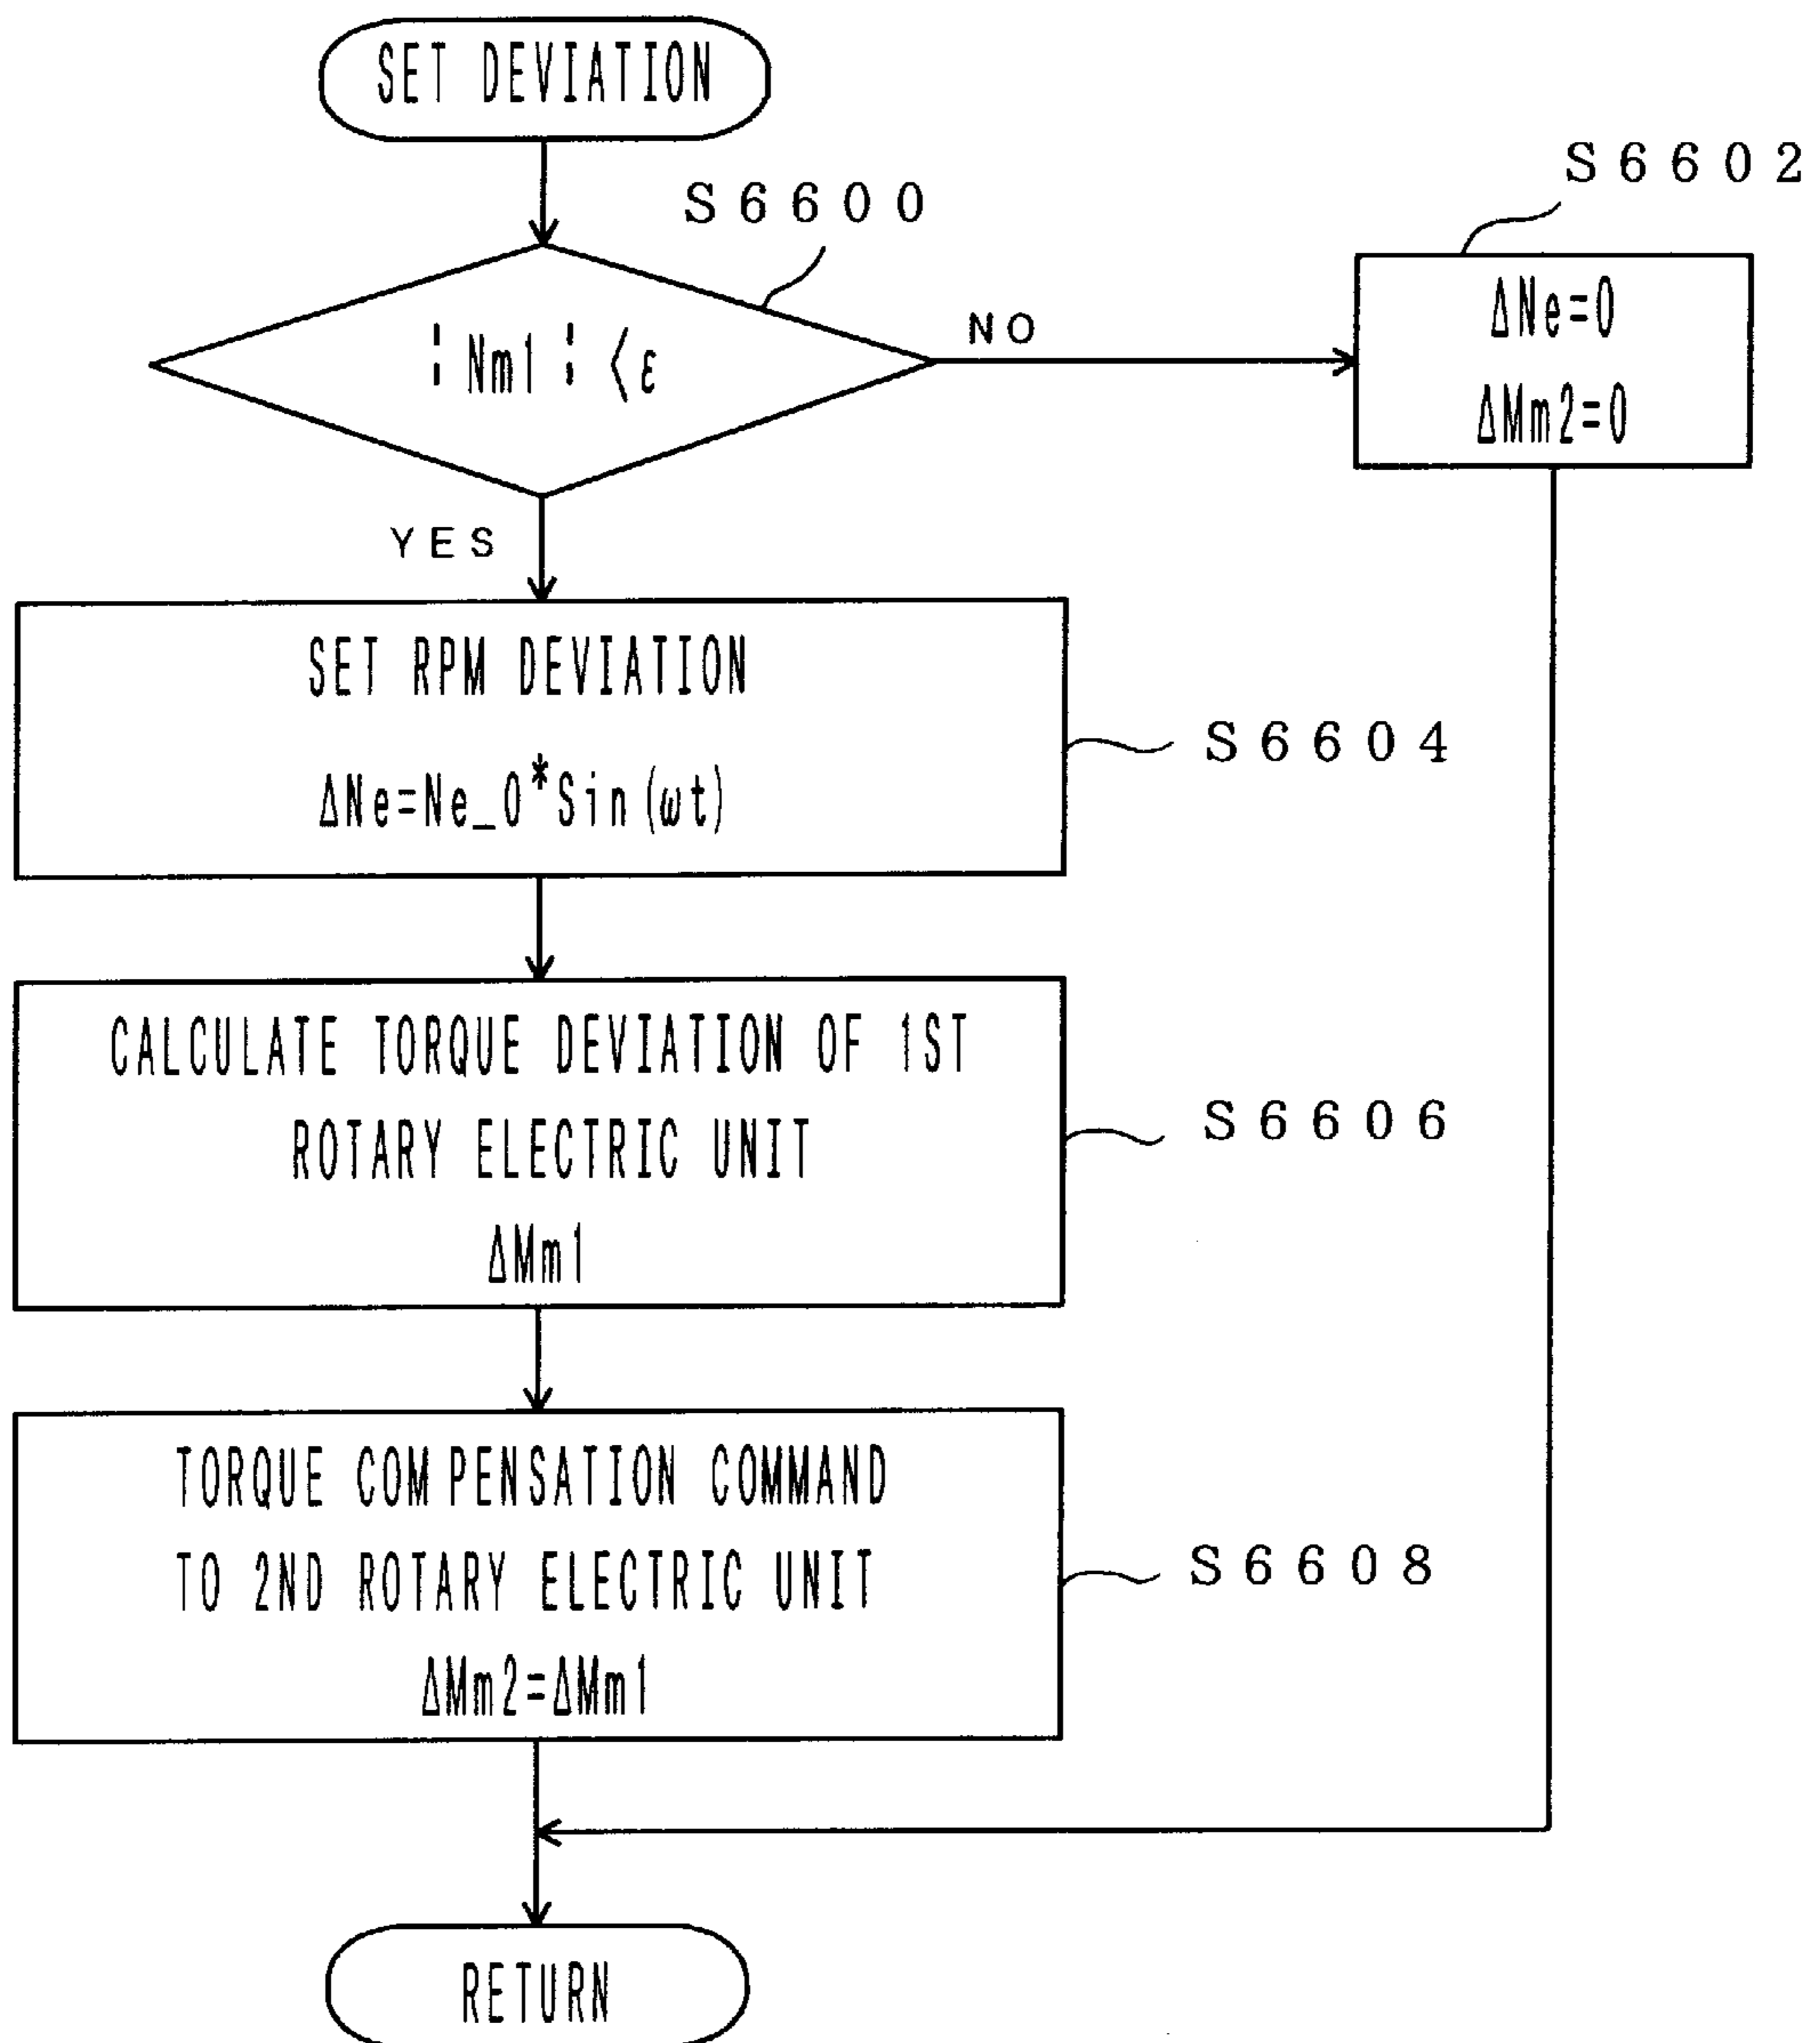 SET DEVIATION
S6600
S6602
¦ Nm1 ¦ <ε
NO
ΔNe=0
ΔMm2=0
YES
SET RPM DEVIATION
ΔNe=Ne_0*Sin(ωt)
S6604
CALCULATE TORQUE DEVIATION OF 1ST
ROTARY ELECTRIC UNIT
ΔMm1
S6606
TORQUE COMPENSATION COMMAND
TO 2ND ROTARY ELECTRIC UNIT
ΔMm2=ΔMm1
S6608
RETURN